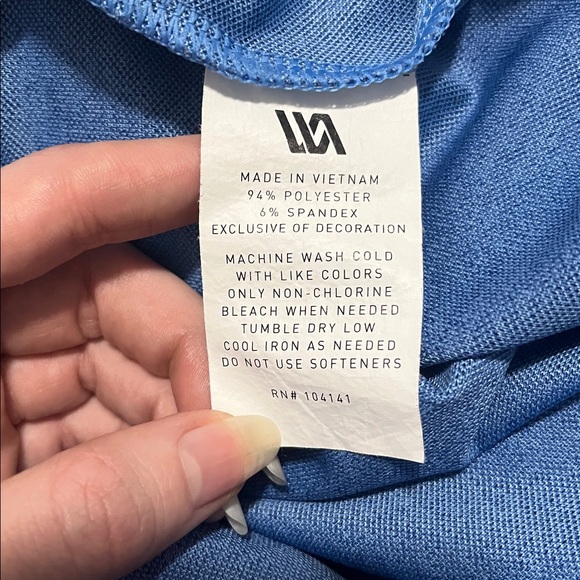 MADE IN VIETNAM
94% POLYESTER
6% SPANDEX
EXCLUSIVE OF DECORATION
MACHINE WASH COLD
WITH LIKE COLORS
ONLY NON-CHLORINE
BLEACH WHEN NEEDED
TUMBLE DRY LOW
COOL IRON AS NEEDED
DO NOT USE SOFTENERS
RN# 104141